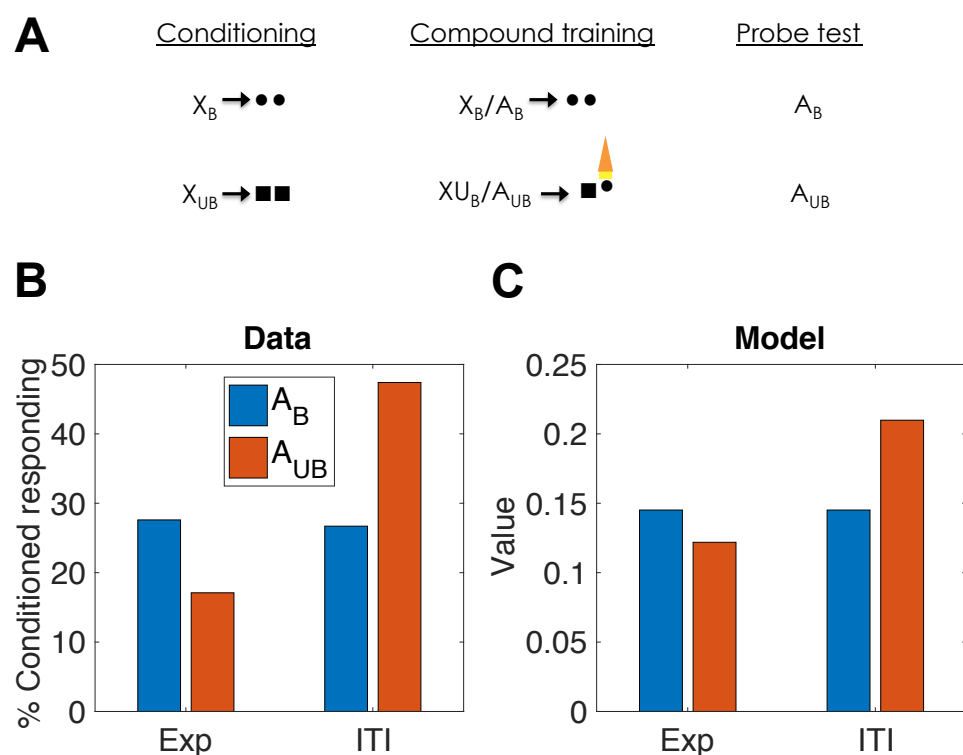 A
Conditioning Compound training Probe test
X_B X_B/A_B A_B
X_UB XU_B/A_UB A_UB
B C
Data Model
% Conditioned responding
50
40
30
20
10
0
A_B
A_UB
Exp ITI
Value
0.25
0.2
0.15
0.1
0.05
0
Exp ITI